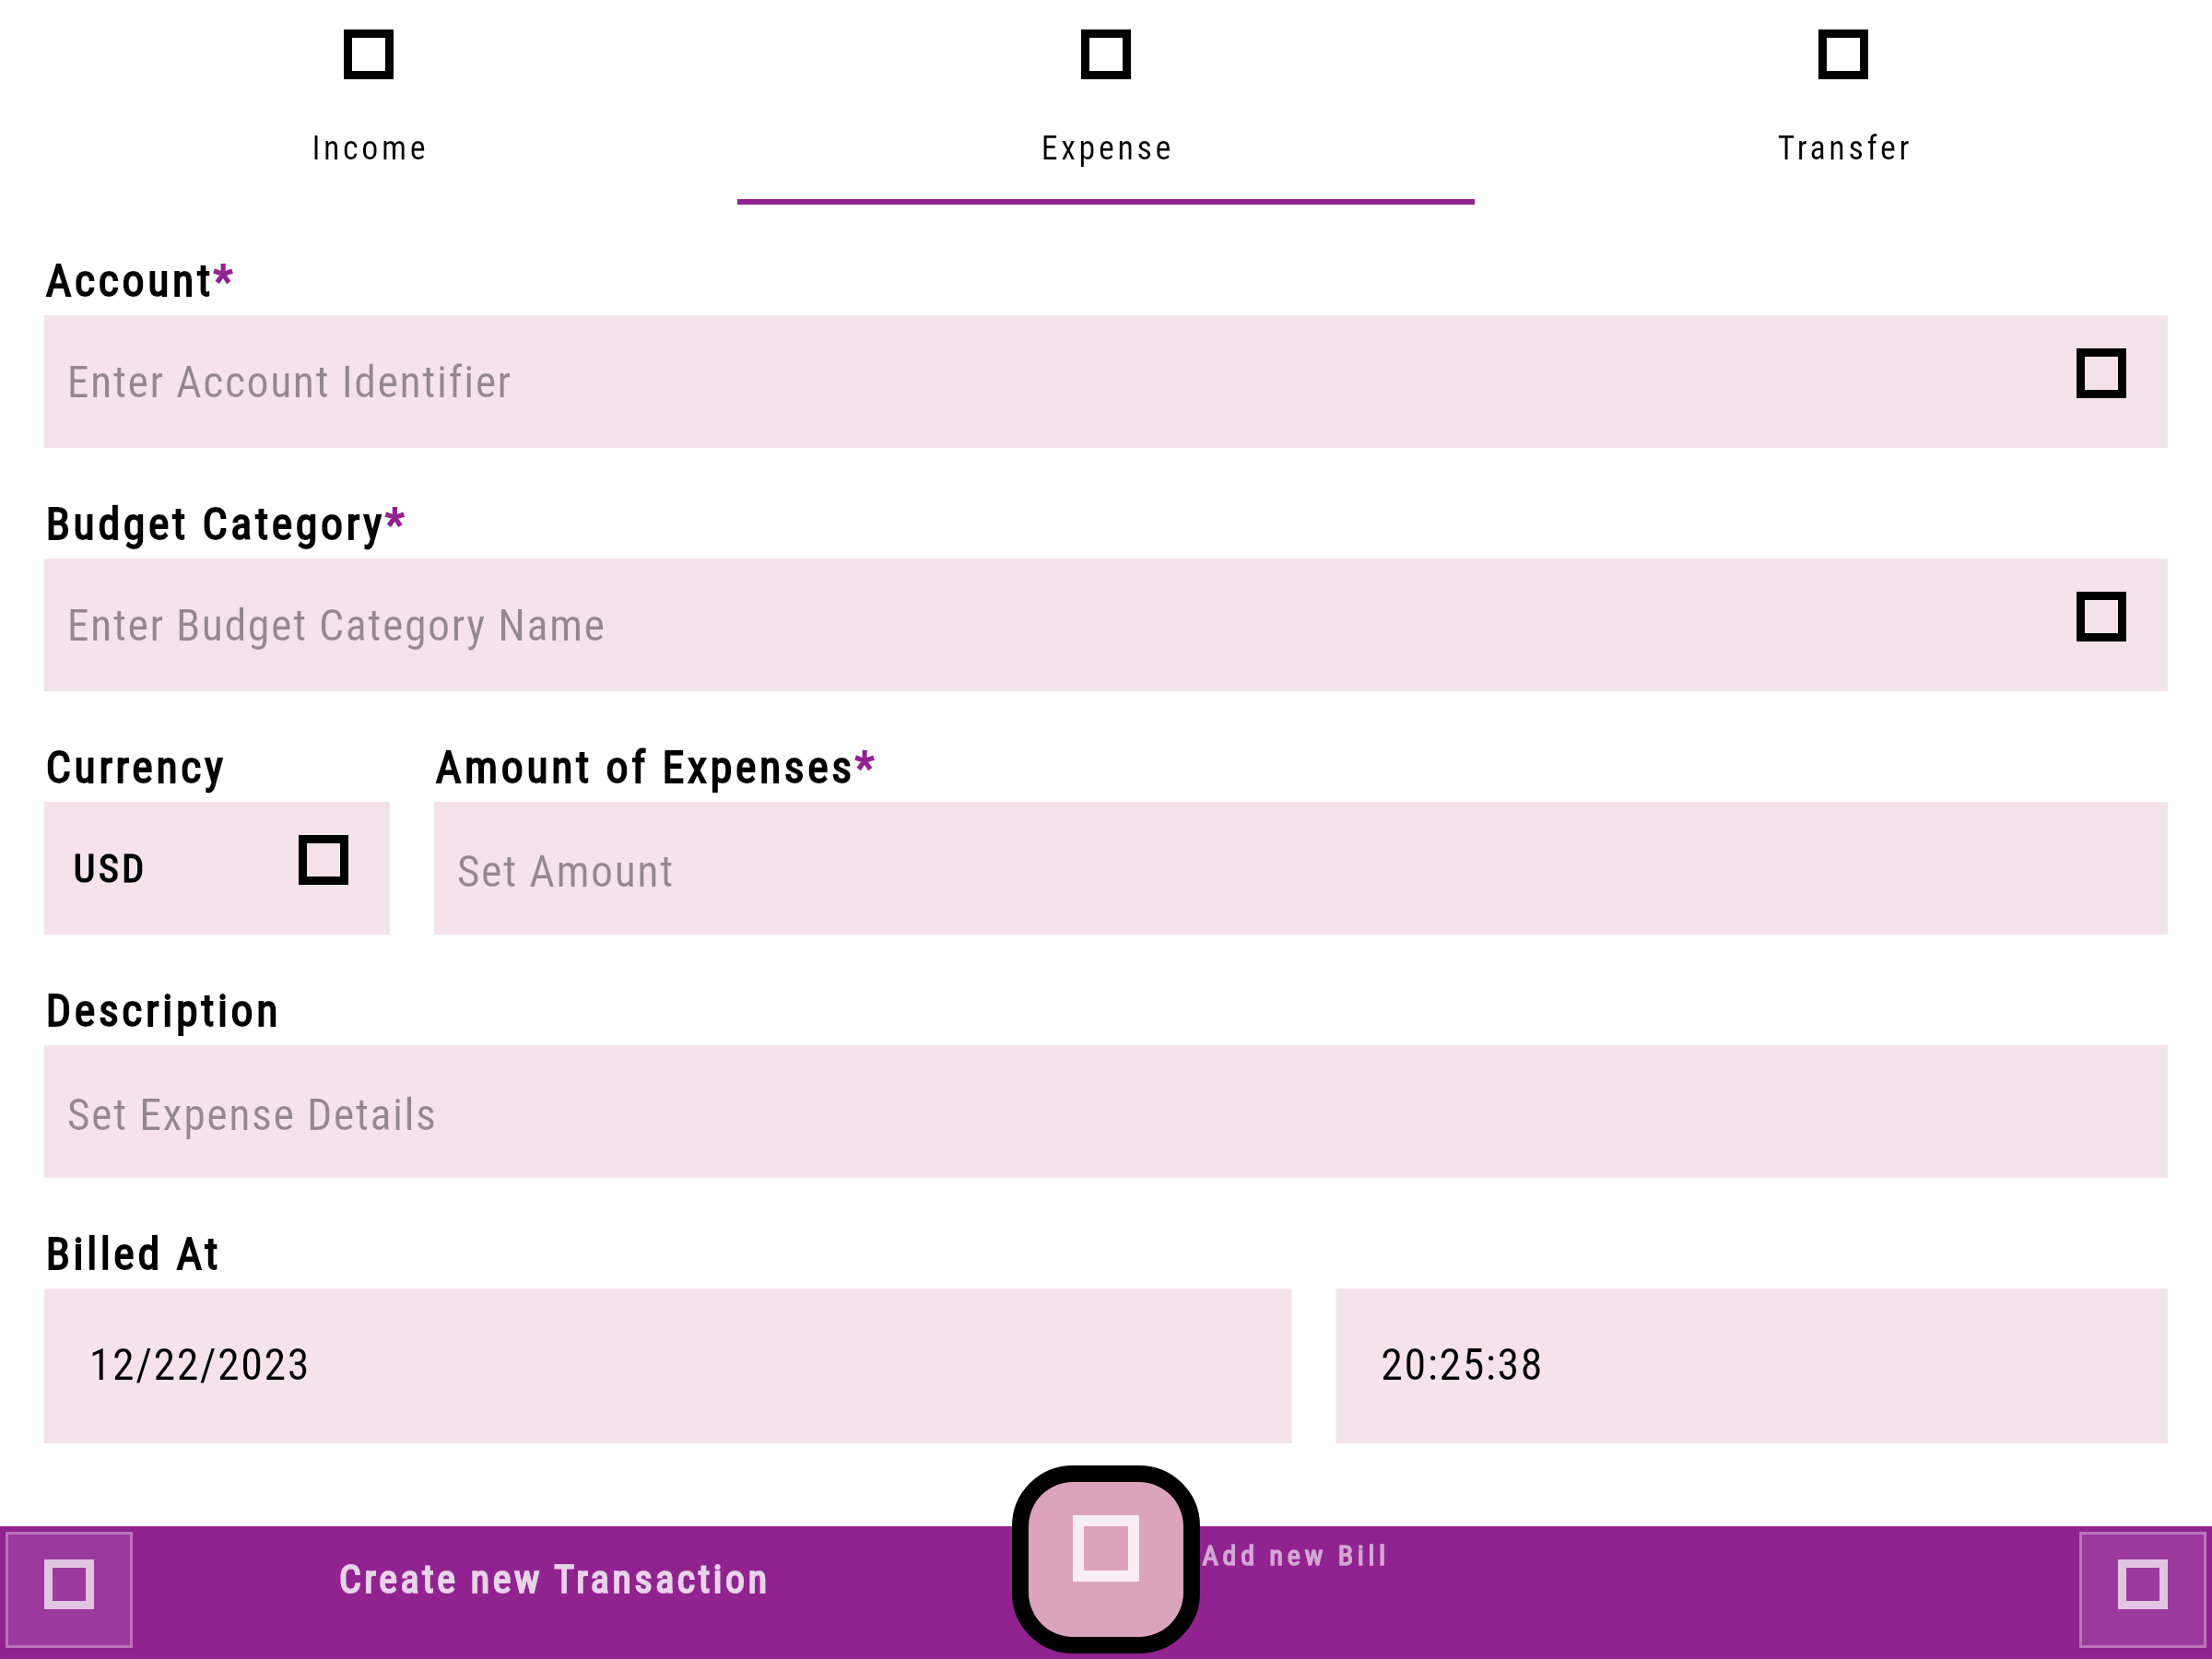 Income
Expense
Transfer
Account*
Enter Account Identifier
Budget Category*
Enter Budget Category Name
Currency
Amount of Expenses*
USD
Set Amount
Description
Set Expense Details
Billed At
12/22/2023
20:25:38
Create new Transaction
Add new Bill